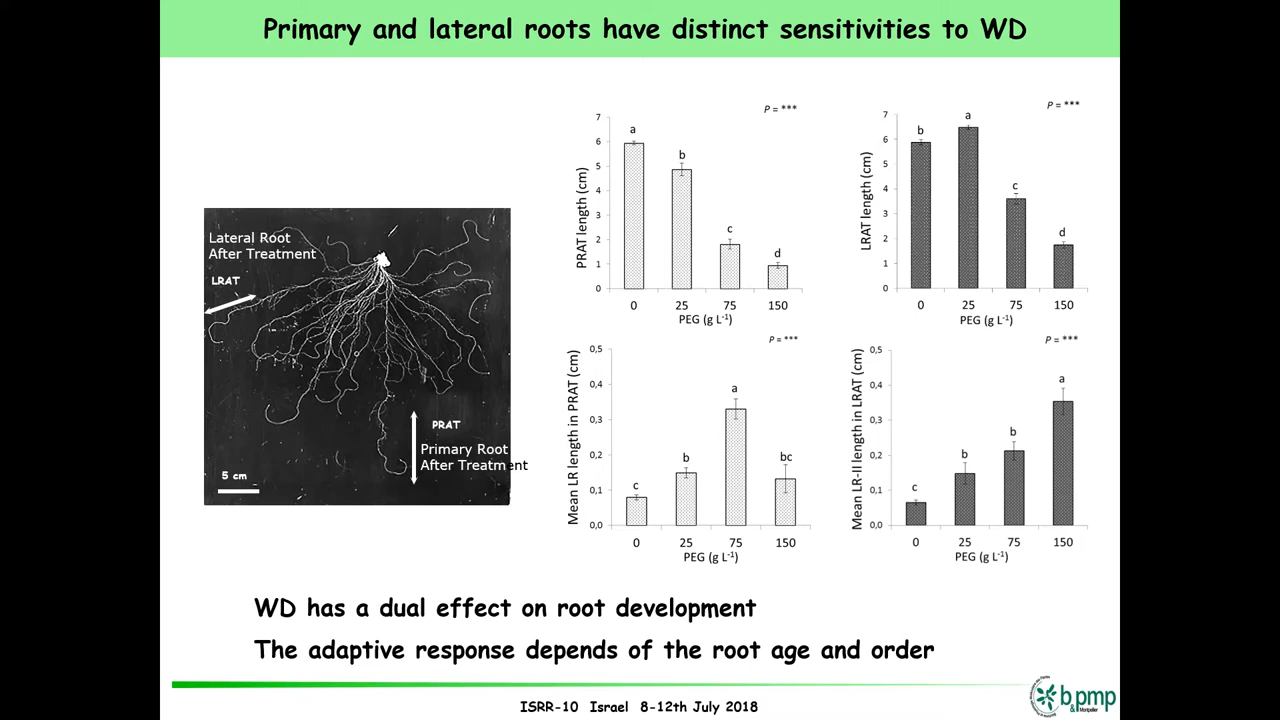 Primary and lateral roots have distinct sensitivities to WD
Lateral Root
After Treatment
LRAT
PRAT
Primary Root
After Treatment
5 cm
P = ***
PRAT length (cm)
7
6
5
4
3
2
1
0
a
b
c
d
0 25 75 150
PEG (g L⁻¹)
P = ***
LRAT length (cm)
7
6
5
4
3
2
1
0
b
a
c
d
0 25 75 150
PEG (g L⁻¹)
P = ***
Mean LR length in PRAT (cm)
0,5
0,4
0,3
0,2
0,1
0,0
c
b
a
bc
0 25 75 150
PEG (g L⁻¹)
P = ***
Mean LR-II length in LRAT (cm)
0,5
0,4
0,3
0,2
0,1
0,0
c
b
b
a
0 25 75 150
PEG (g L⁻¹)
WD has a dual effect on root development
The adaptive response depends of the root age and order
ISRR-10 Israel 8-12th July 2018
b&pmp
Montpellier